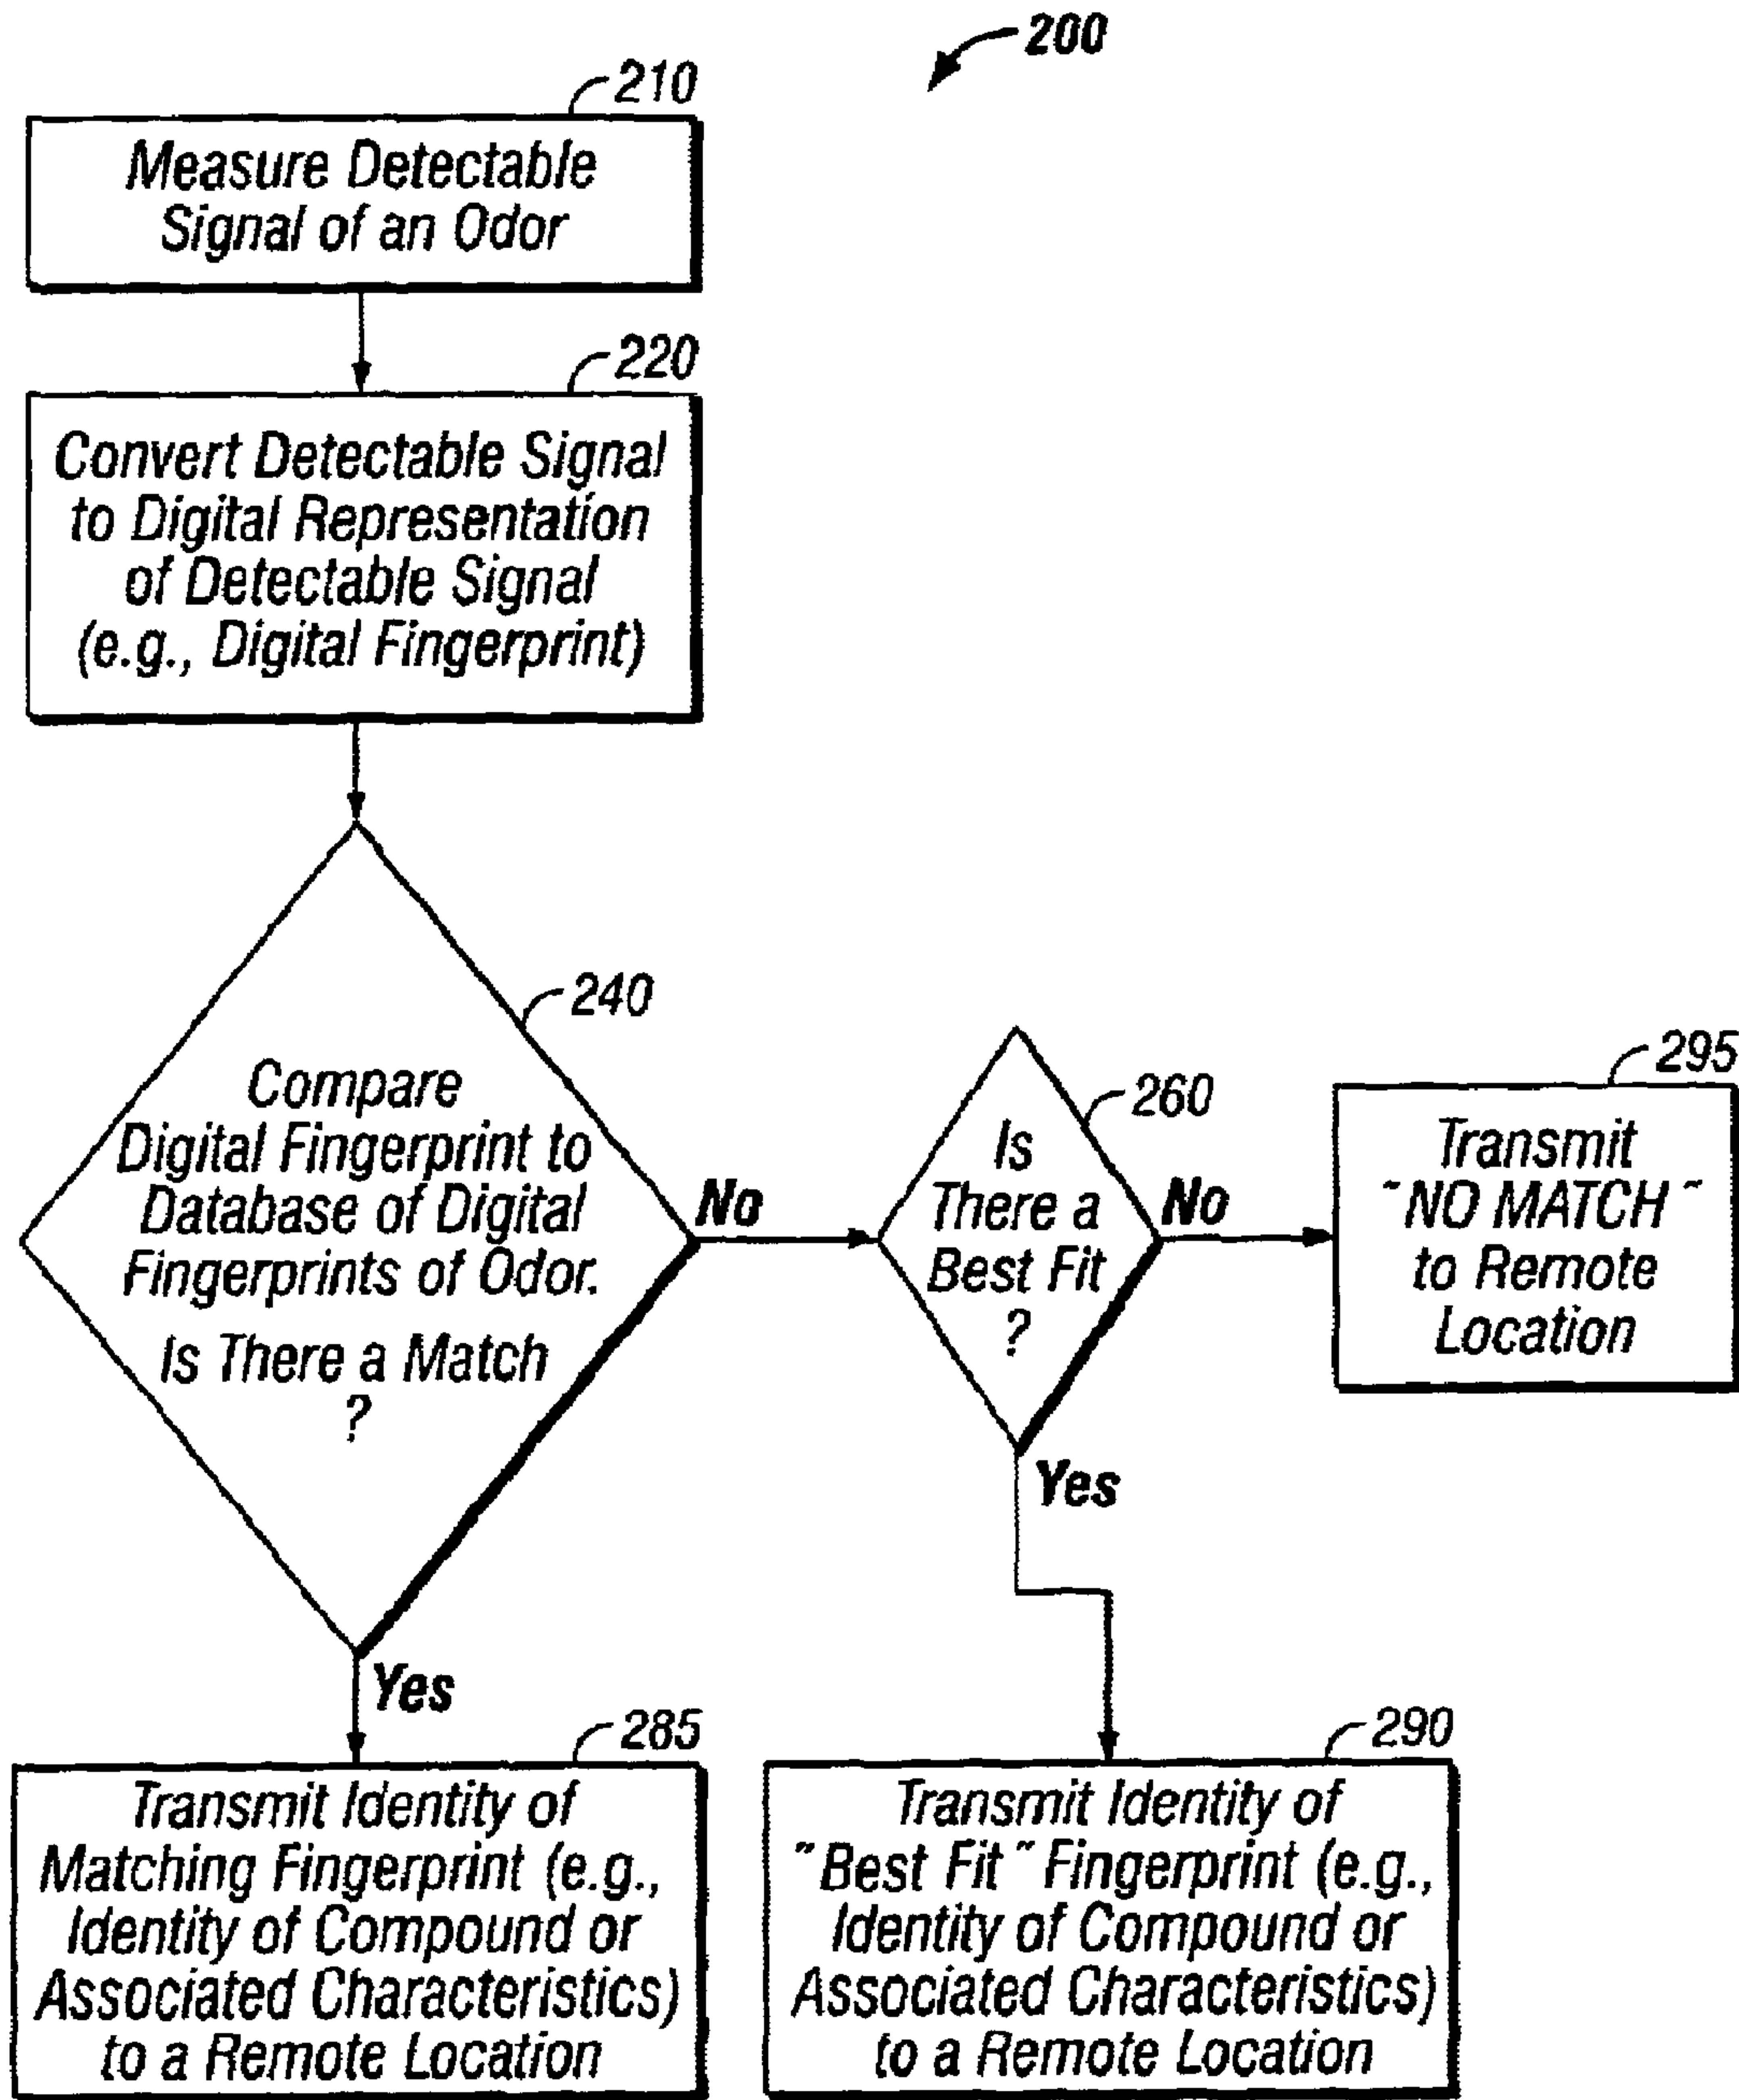 200
210
Measure Detectable
Signal of an Odor
220
Convert Detectable Signal
to Digital Representation
of Detectable Signal
(e.g., Digital Fingerprint)
240
Compare
Digital Fingerprint to
Database of Digital
Fingerprints of Odor.
Is There a Match
?
No
Yes
260
Is
There a
Best Fit
?
No
Yes
295
Transmit
"NO MATCH"
to Remote
Location
285
Transmit Identity of
Matching Fingerprint (e.g.,
Identity of Compound or
Associated Characteristics)
to a Remote Location
290
Transmit Identity of
"Best Fit" Fingerprint (e.g.,
Identity of Compound or
Associated Characteristics)
to a Remote Location